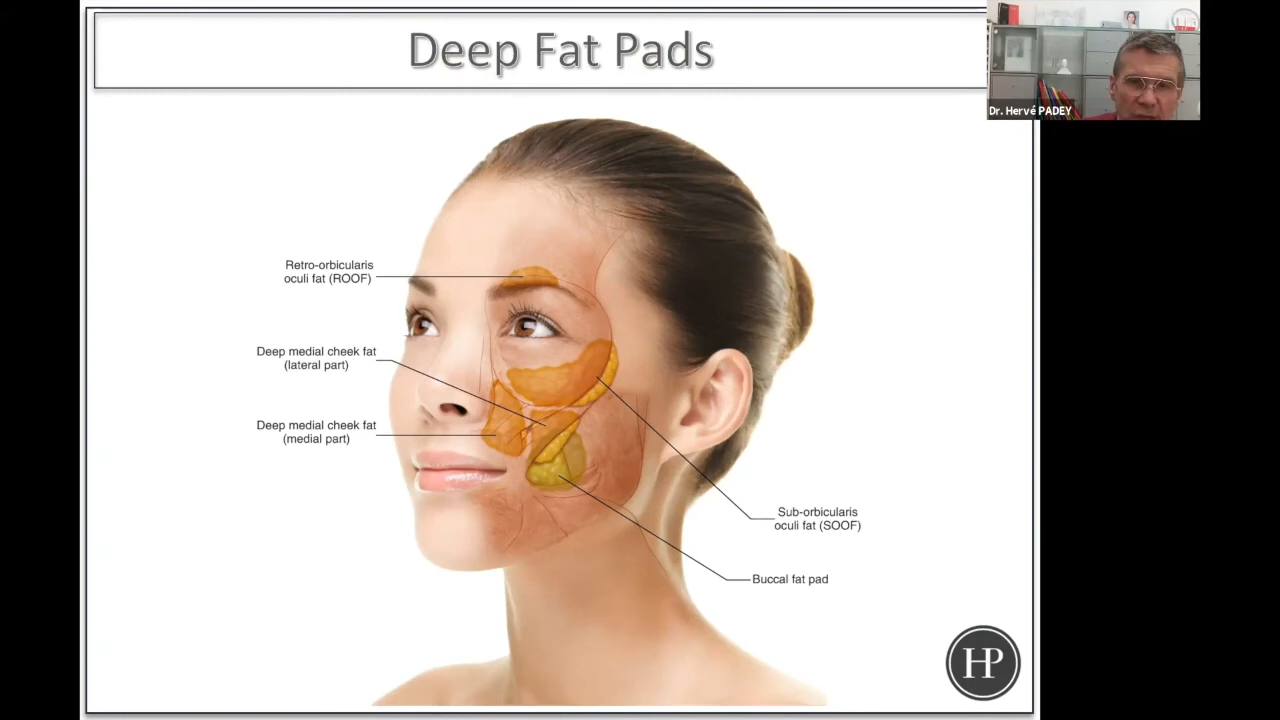 Deep Fat Pads
Dr. Hervé PADEY
Retro-orbicularis
oculi fat (ROOF)
Deep medial cheek fat
(lateral part)
Deep medial cheek fat
(medial part)
Sub-orbicularis
oculi fat (SOOF)
Buccal fat pad
HP